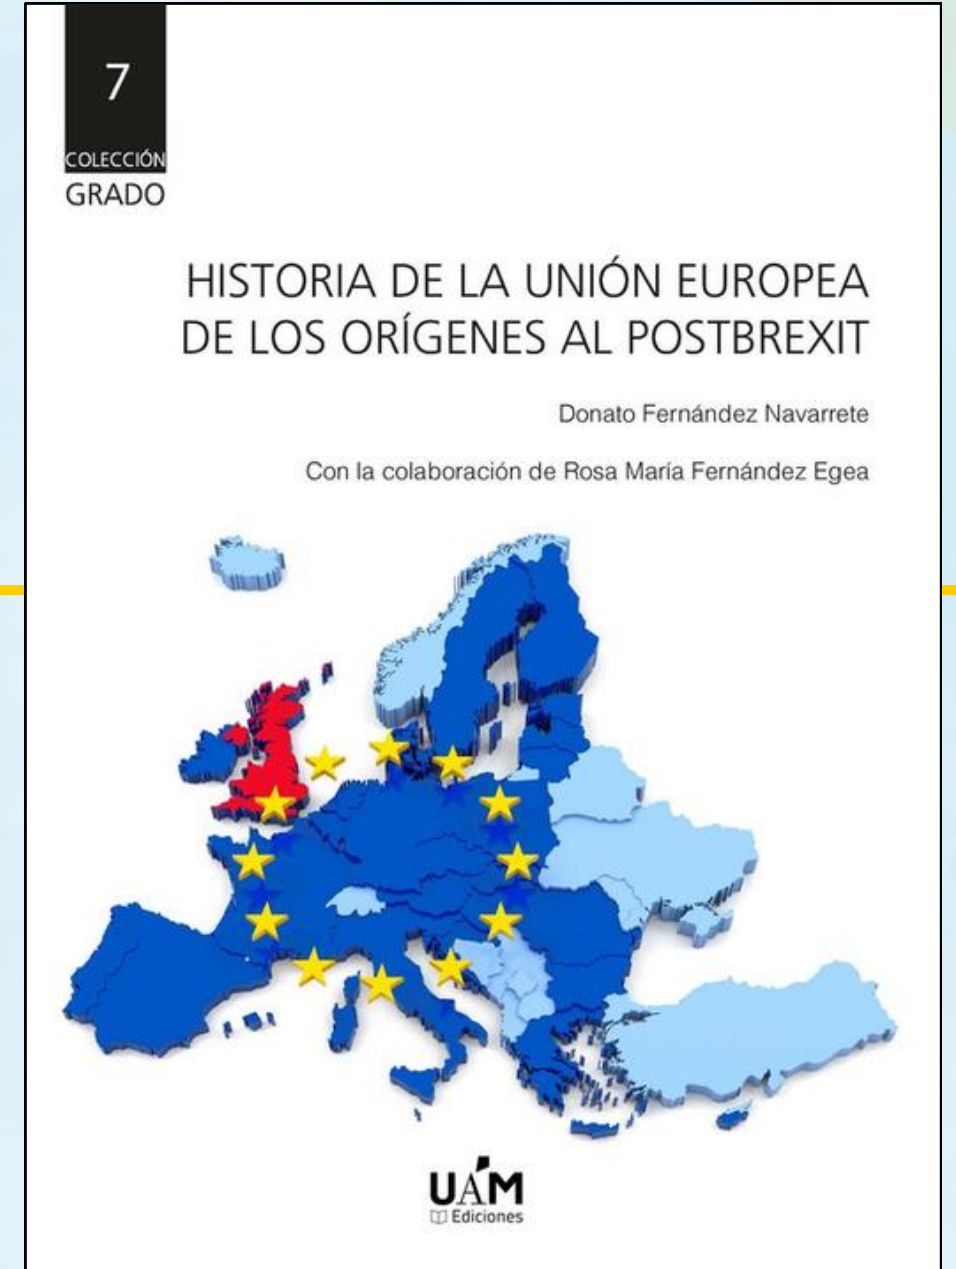 7
COLECCIÓN
GRADO
HISTORIA DE LA UNIÓN EUROPEA
DE LOS ORÍGENES AL POSTBREXIT
Donato Fernández Navarrete
Con la colaboración de Rosa María Fernández Egea
UAM
Ediciones